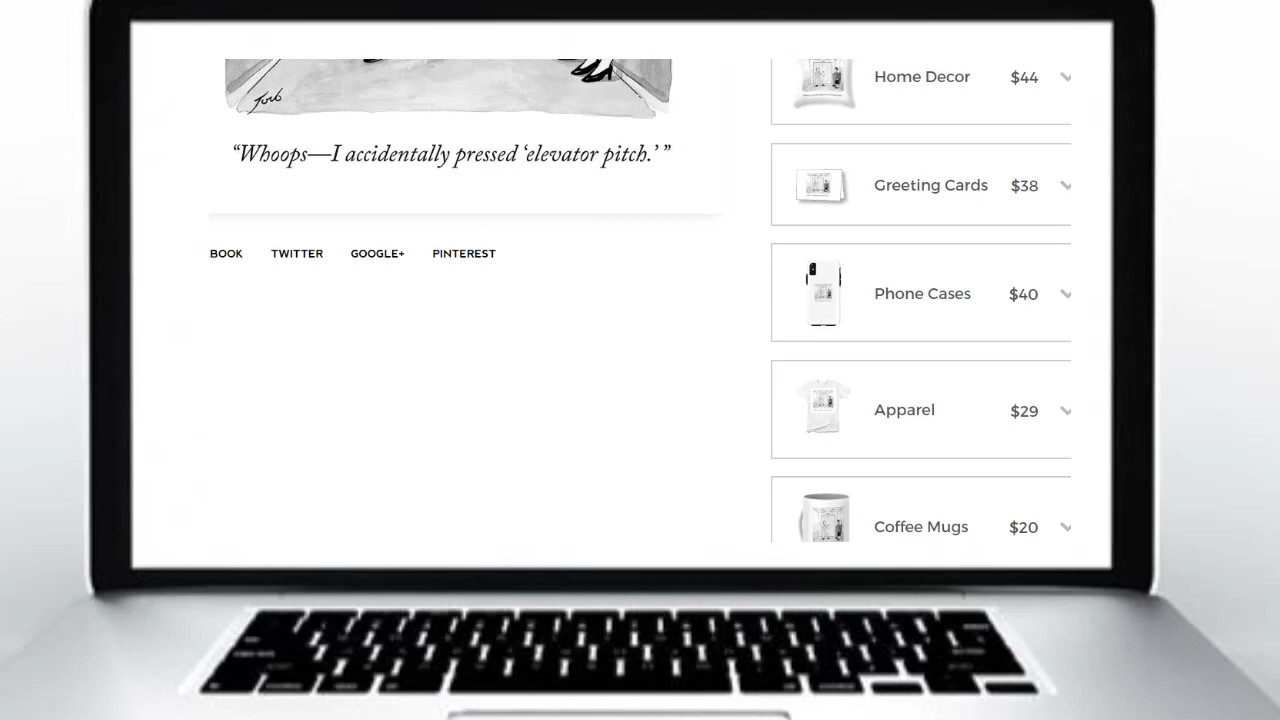 “Whoops—I accidentally pressed ‘elevator pitch.’ ”
BOOK TWITTER GOOGLE+ PINTEREST
Home Decor $44
Greeting Cards $38
Phone Cases $40
Apparel $29
Coffee Mugs $20